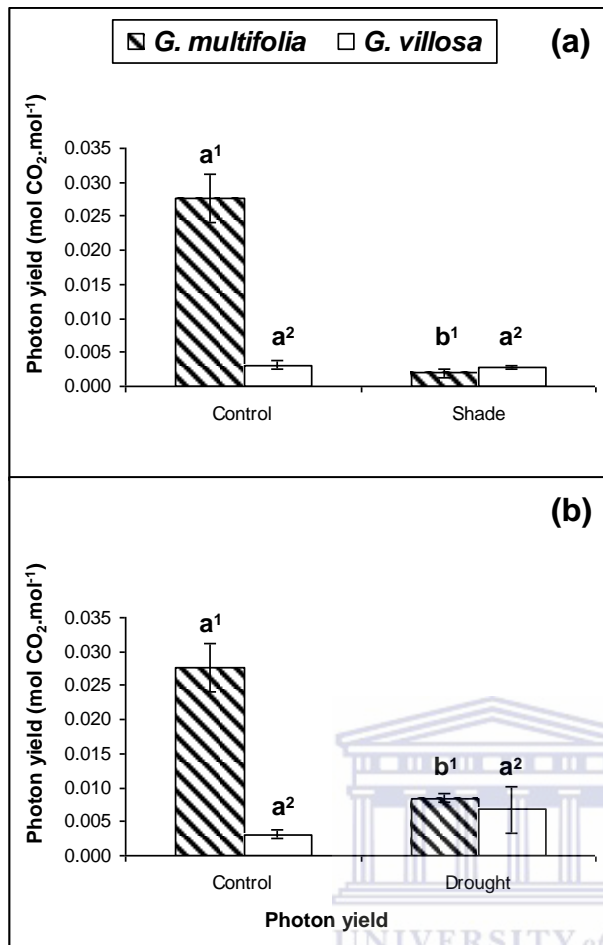 G. multifolia G. villosa (a)
Photon yield (mol CO₂.mol⁻¹)
0.035
0.030
0.025
0.020
0.015
0.010
0.005
0.000
a¹
a²
b¹
a²
Control Shade
(b)
Photon yield (mol CO₂.mol⁻¹)
0.035
0.030
0.025
0.020
0.015
0.010
0.005
0.000
a¹
a²
b¹
a²
Control Drought
Photon yield
UNIVERSITY of